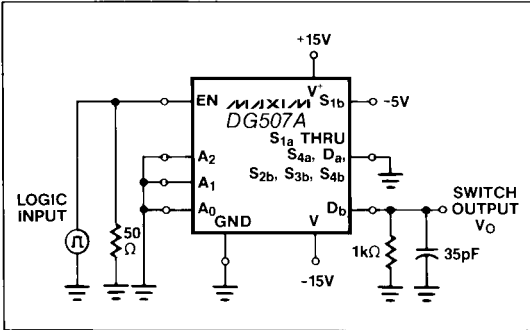 +15V
V+
EN
MAXIM
S1b
-5V
DG507A
S1a THRU
S4a, Da,
S2b, S3b, S4b
A2
A1
A0
LOGIC
INPUT
50
Ω
GND
V
Db
SWITCH
OUTPUT
VO
1kΩ
35pF
-15V